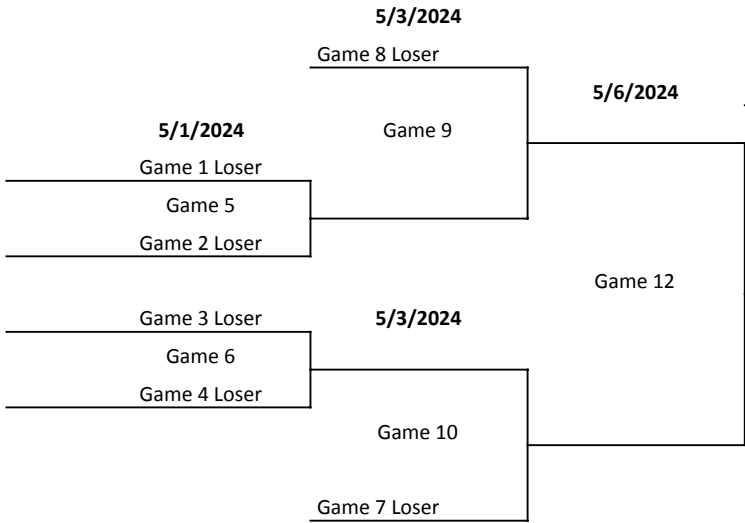 5/3/2024
Game 8 Loser
5/6/2024
5/1/2024
Game 9
Game 1 Loser
Game 5
Game 2 Loser
Game 12
Game 3 Loser
5/3/2024
Game 6
Game 4 Loser
Game 10
Game 7 Loser